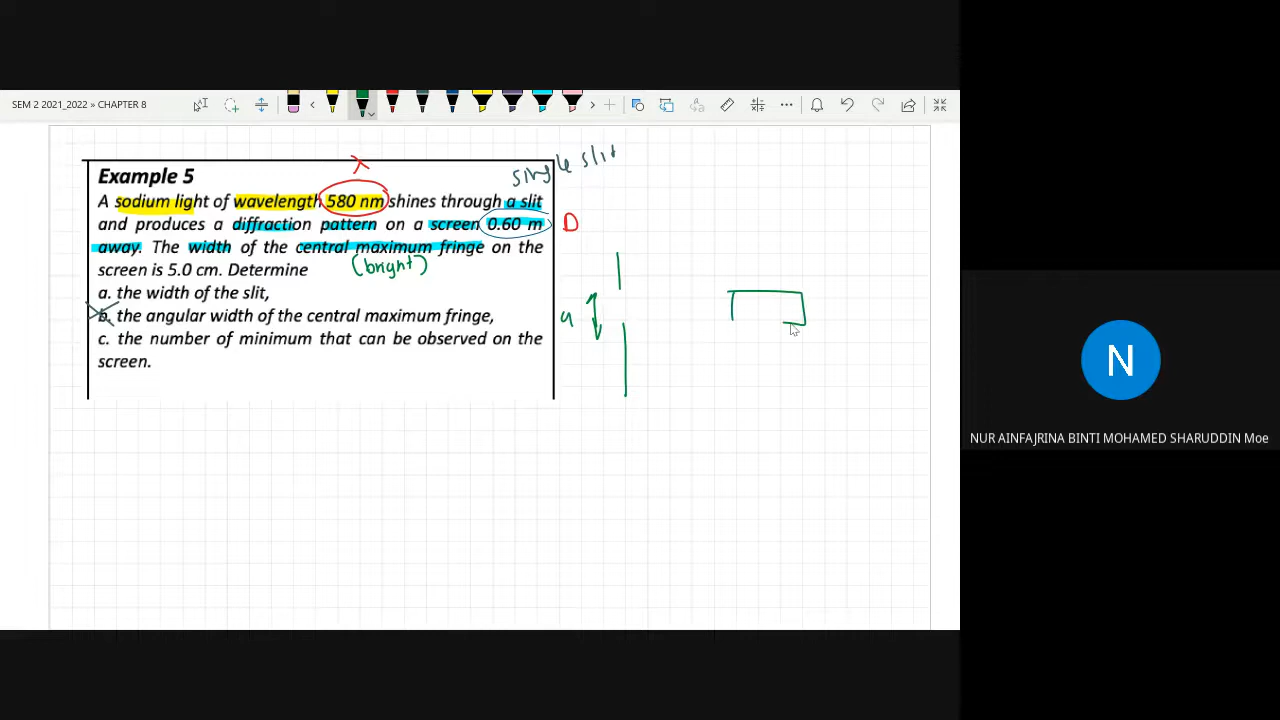 SEM 2 2021_2022 » CHAPTER 8
single slit
λ
Example 5
A sodium light of wavelength 580 nm shines through a slit
and produces a diffraction pattern on a screen 0.60 m
D
away. The width of the central maximum fringe on the
(bright)
screen is 5.0 cm. Determine
a. the width of the slit,
b. the angular width of the central maximum fringe,
a
c. the number of minimum that can be observed on the
screen.
N
NUR AINFAJRINA BINTI MOHAMED SHARUDDIN Moe